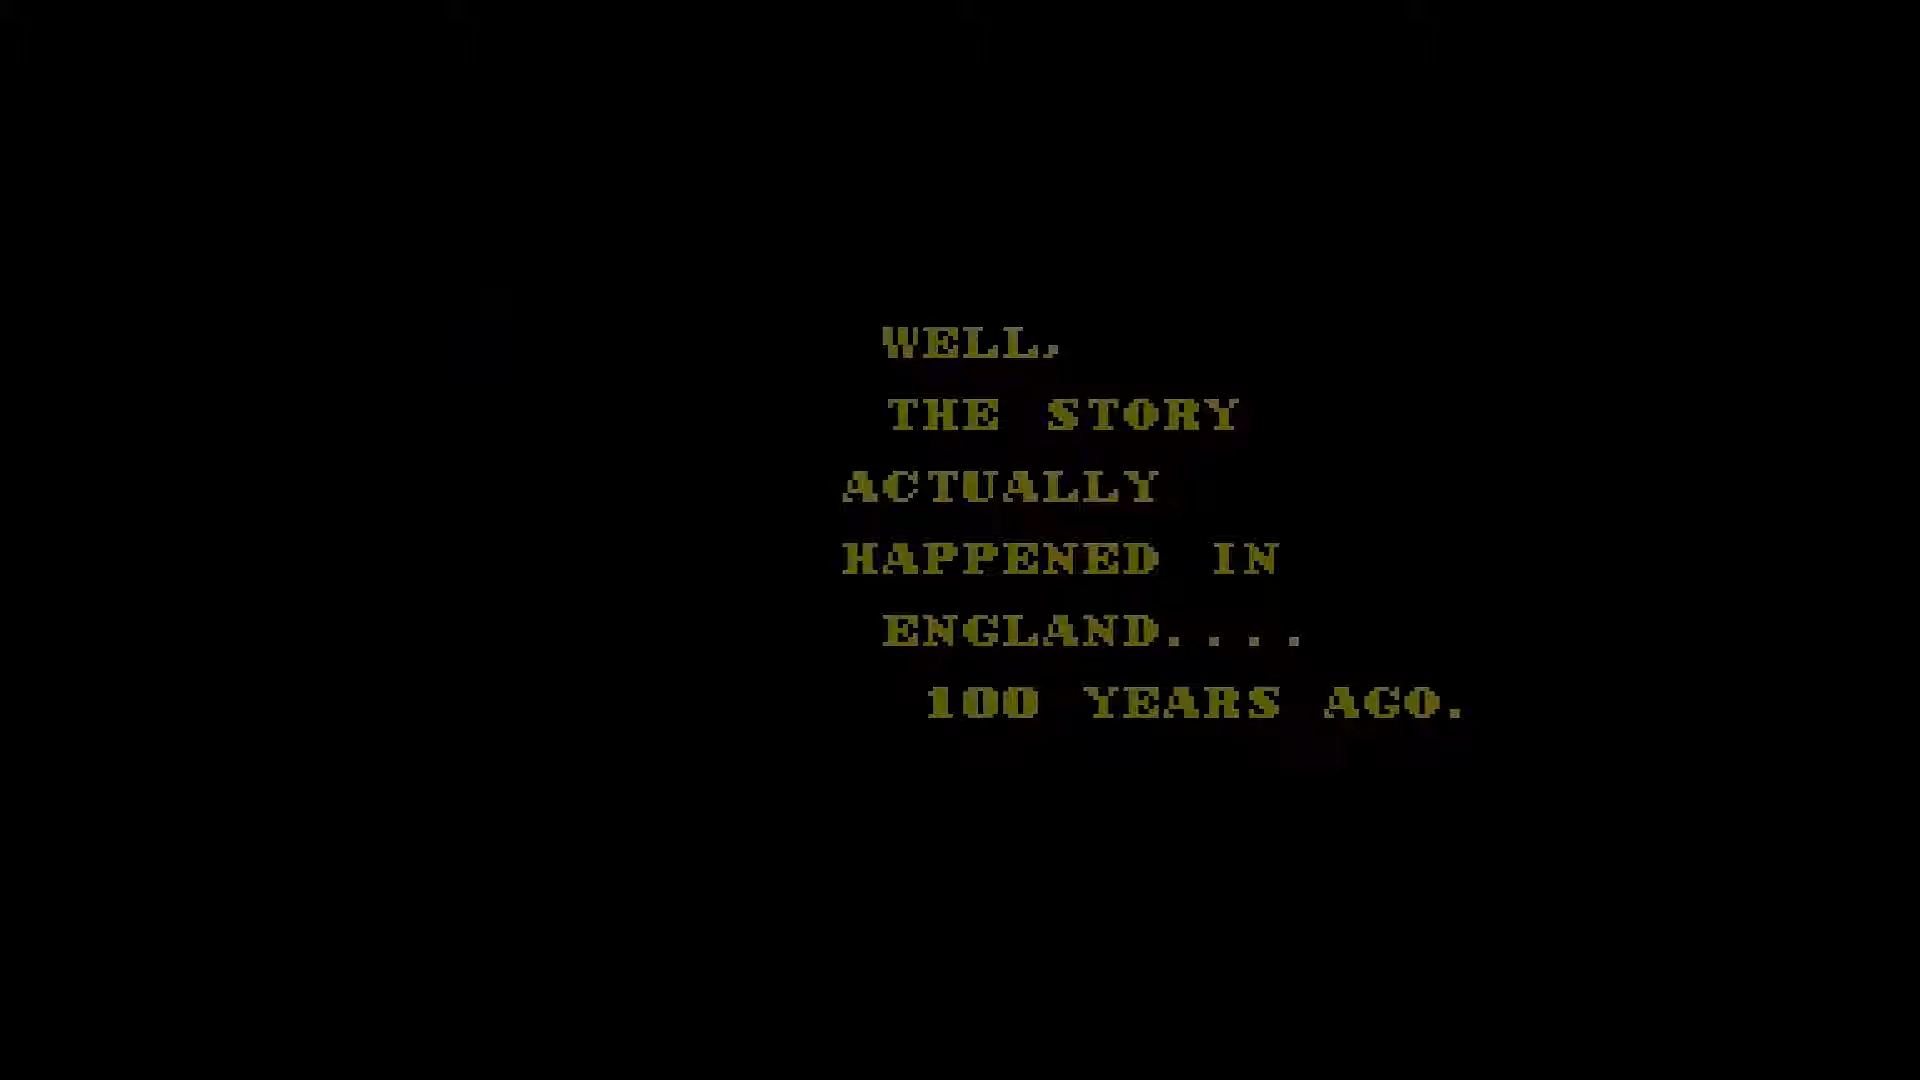 WELL,
THE STORY
ACTUALLY
HAPPENED IN
ENGLAND....
100 YEARS AGO.